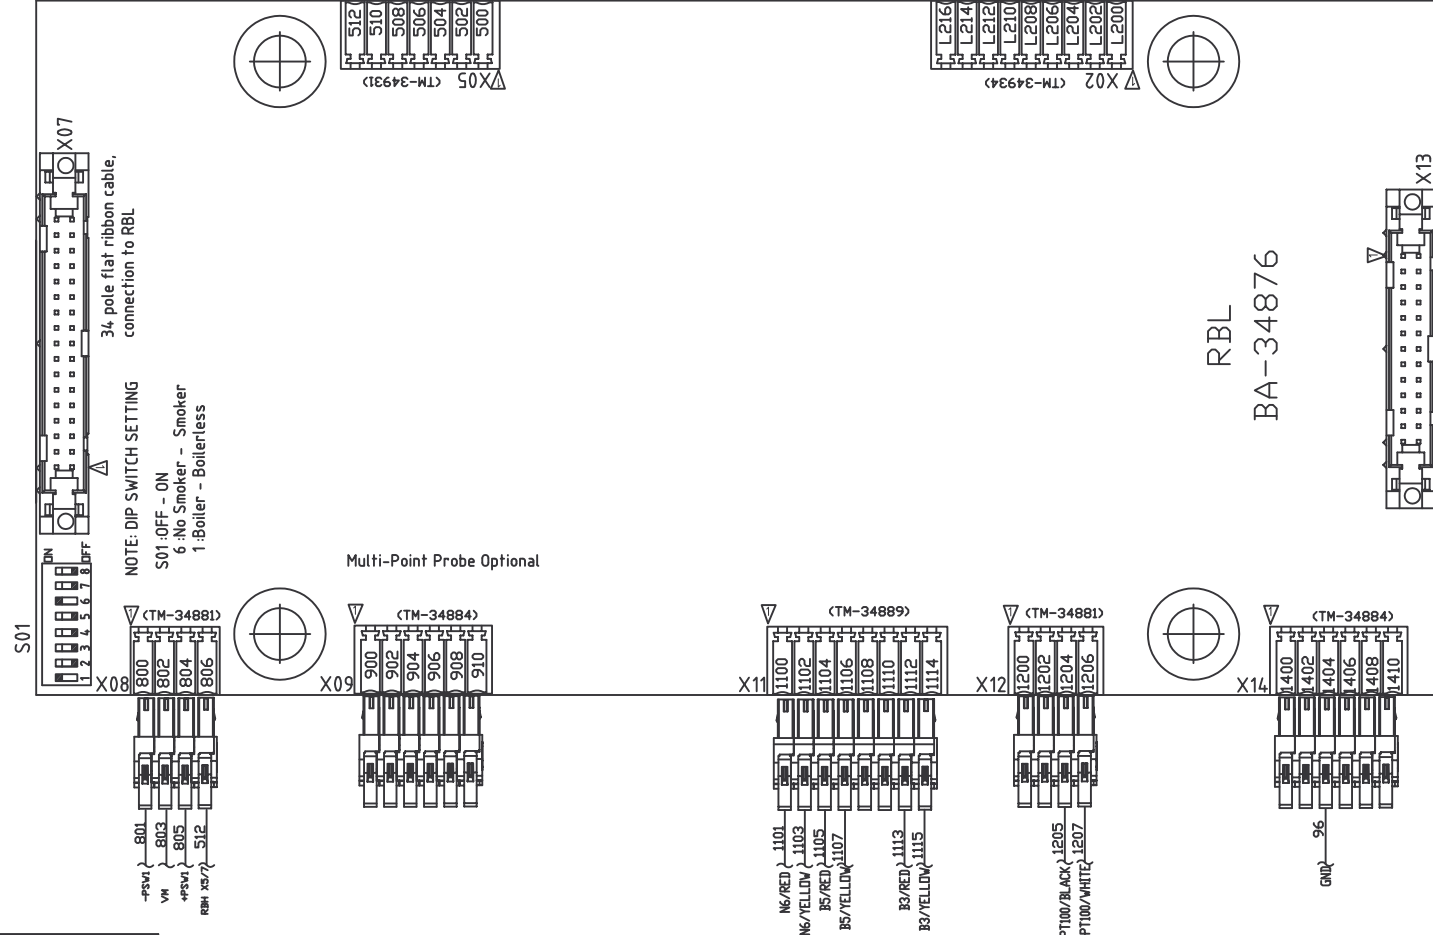 512
510
508
506
504
502
500
X05
(TM-34931)
L216
L214
L212
L210
L208
L206
L204
L202
L200
X02
(TM-34934)
X07
34 pole flat ribbon cable,
connection to RBL
X13
1
RBL
BA-34876
1
NOTE: DIP SWITCH SETTING
S01 :OFF - ON
6 :No Smoker - Smoker
1 :Boiler - Boilerless
S01
ON
OFF
1 2 3 4 5 6 7 8
Multi-Point Probe Optional
1
(TM-34881)
X08
800
802
804
806
801
803
805
512
-PSW1
VM
+PSW1
RBH X5/7
1
(TM-34884)
X09
900
902
904
906
908
910
1
(TM-34889)
X11
1100
1102
1104
1106
1108
1110
1112
1114
N6/RED 1101
N6/YELLOW 1103
B5/RED 1105
B5/YELLOW 1107
B3/RED 1113
B3/YELLOW 1115
1
(TM-34881)
X12
1200
1202
1204
1206
PT100/BLACK 1205
PT100/WHITE 1207
1
(TM-34884)
X14
1400
1402
1404
1406
1408
1410
GND 96